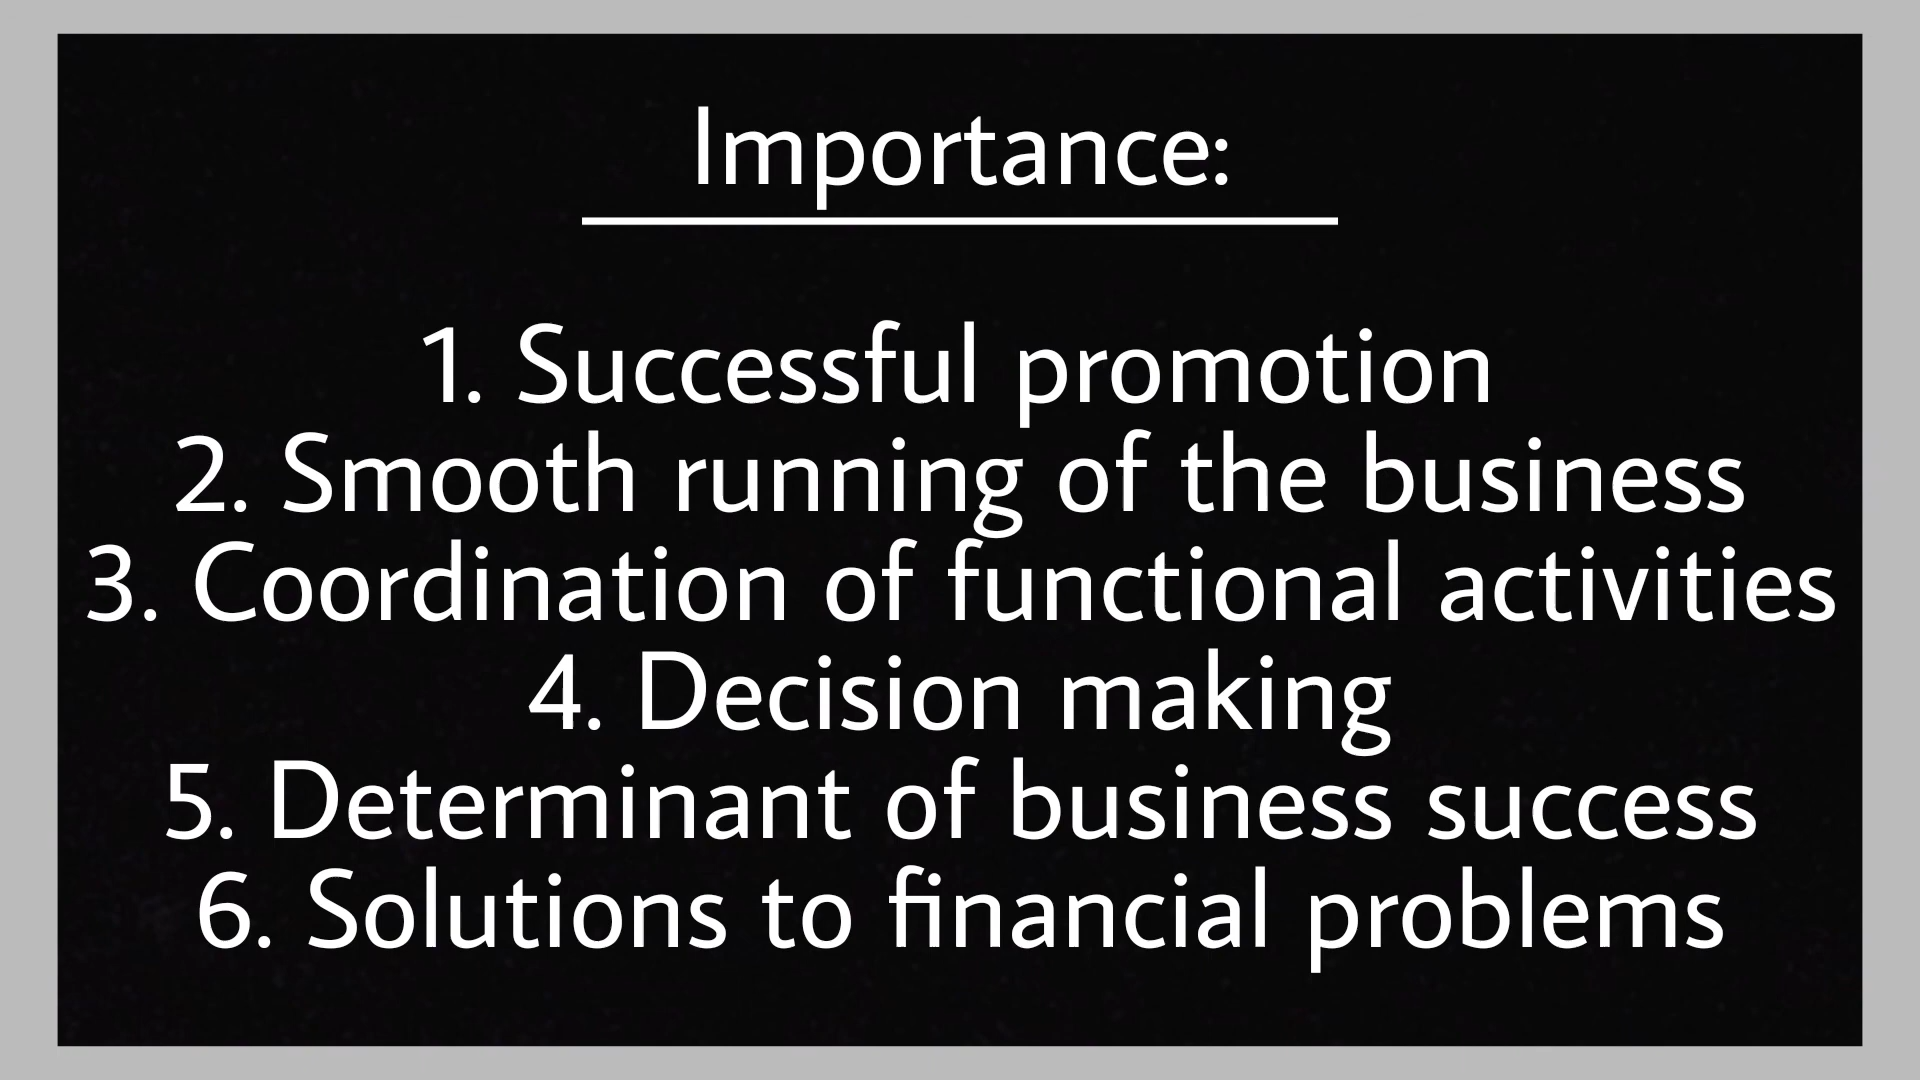 Importance:
1. Successful promotion
2. Smooth running of the business
3. Coordination of functional activities
4. Decision making
5. Determinant of business success
6. Solutions to financial problems